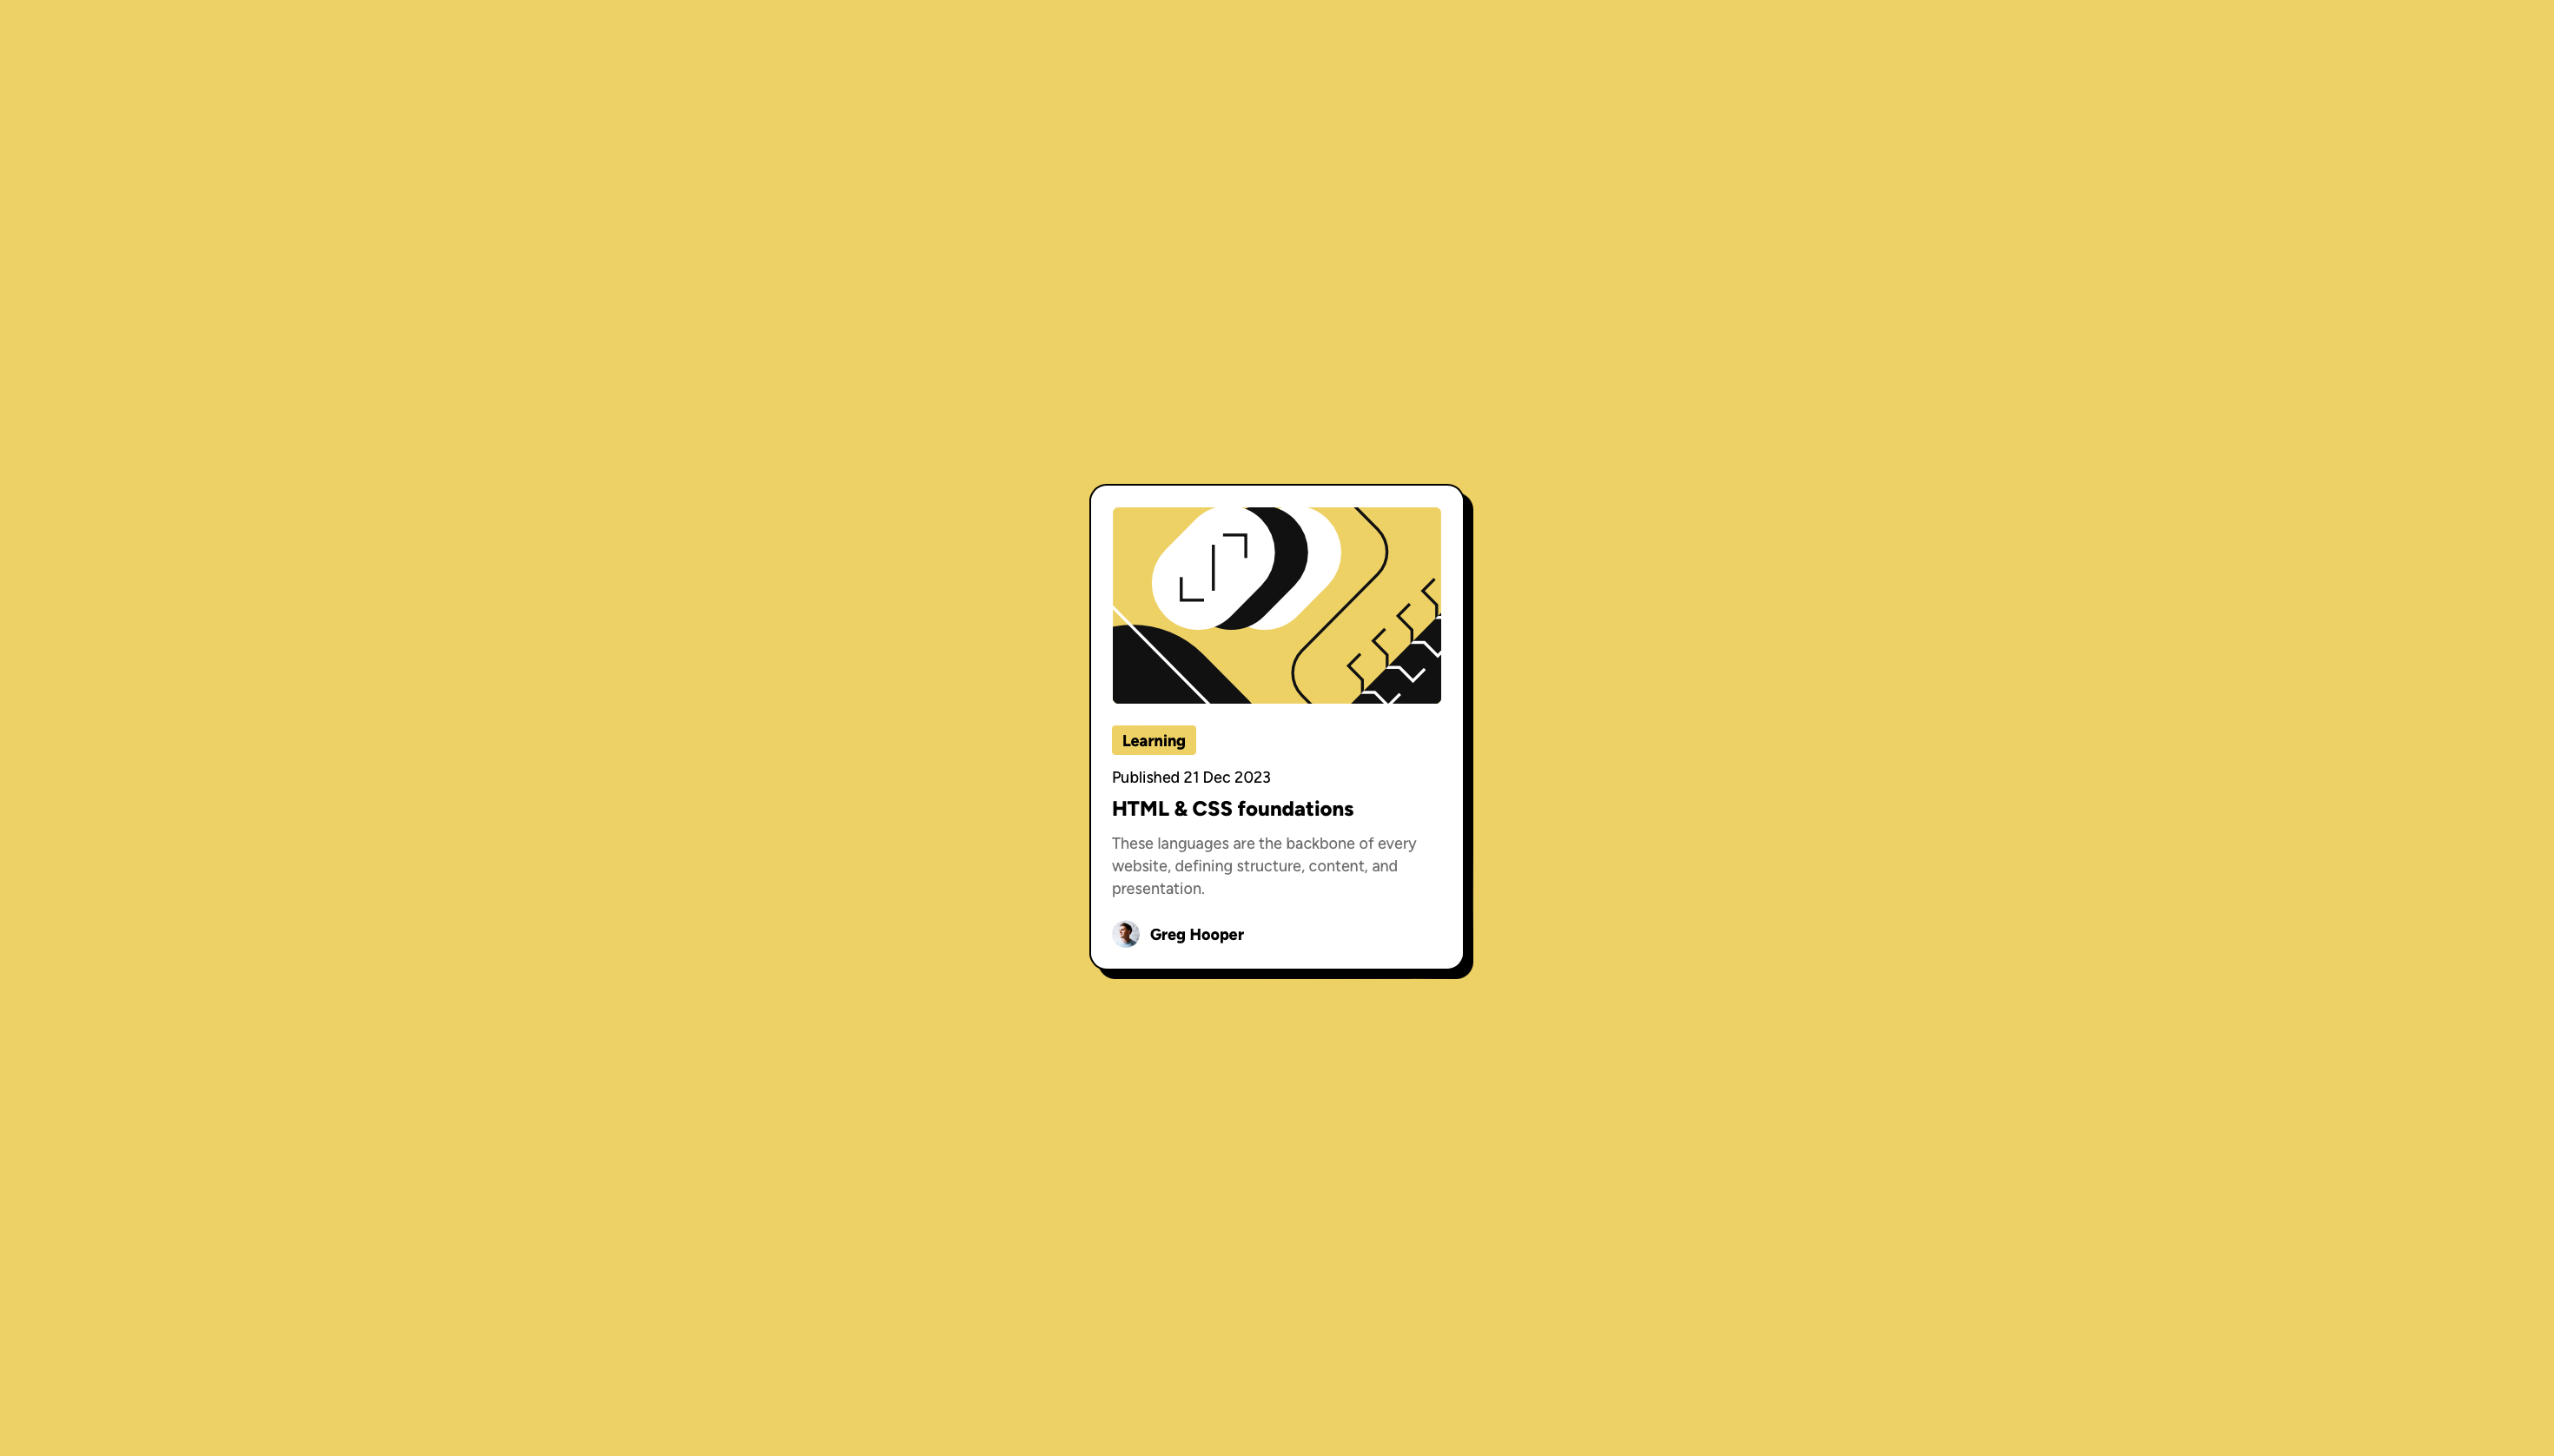 Learning
Published 21 Dec 2023
HTML & CSS foundations
These languages are the backbone of every
website, defining structure, content, and
presentation.
Greg Hooper